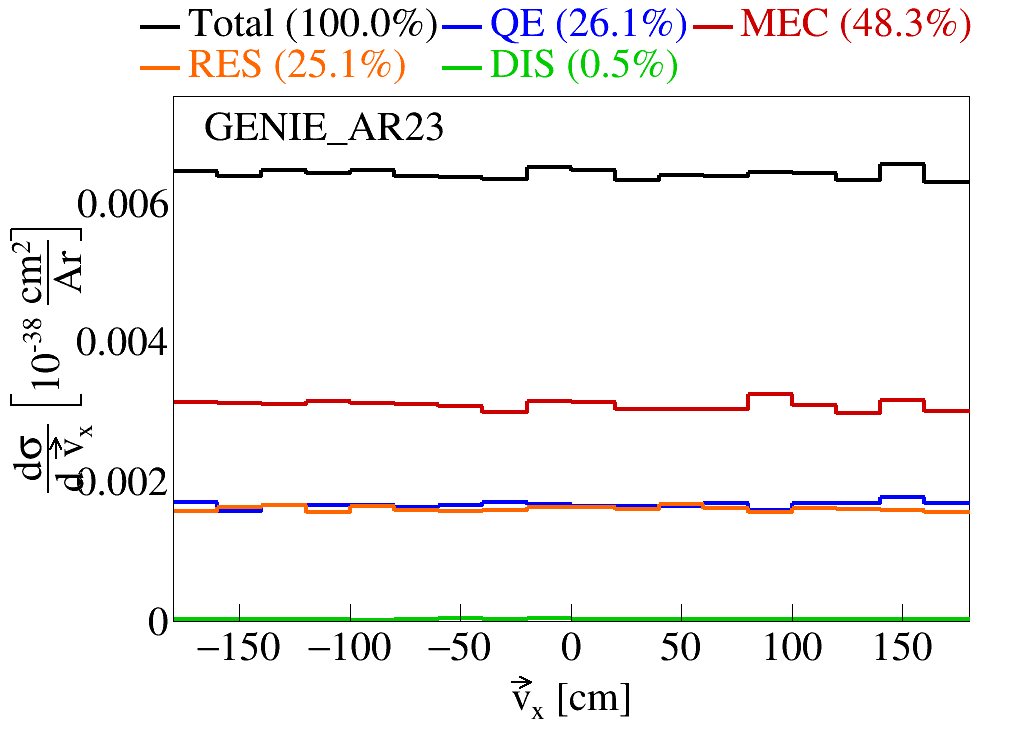 Total (100.0%) QE (26.1%) MEC (48.3%)
RES (25.1%) DIS (0.5%)
GENIE_AR23
0.006
0.004
0.002
0
dσ/d v⃗ₓ [10⁻³⁸ cm²/Ar]
−150 −100 −50 0 50 100 150
v⃗ₓ [cm]